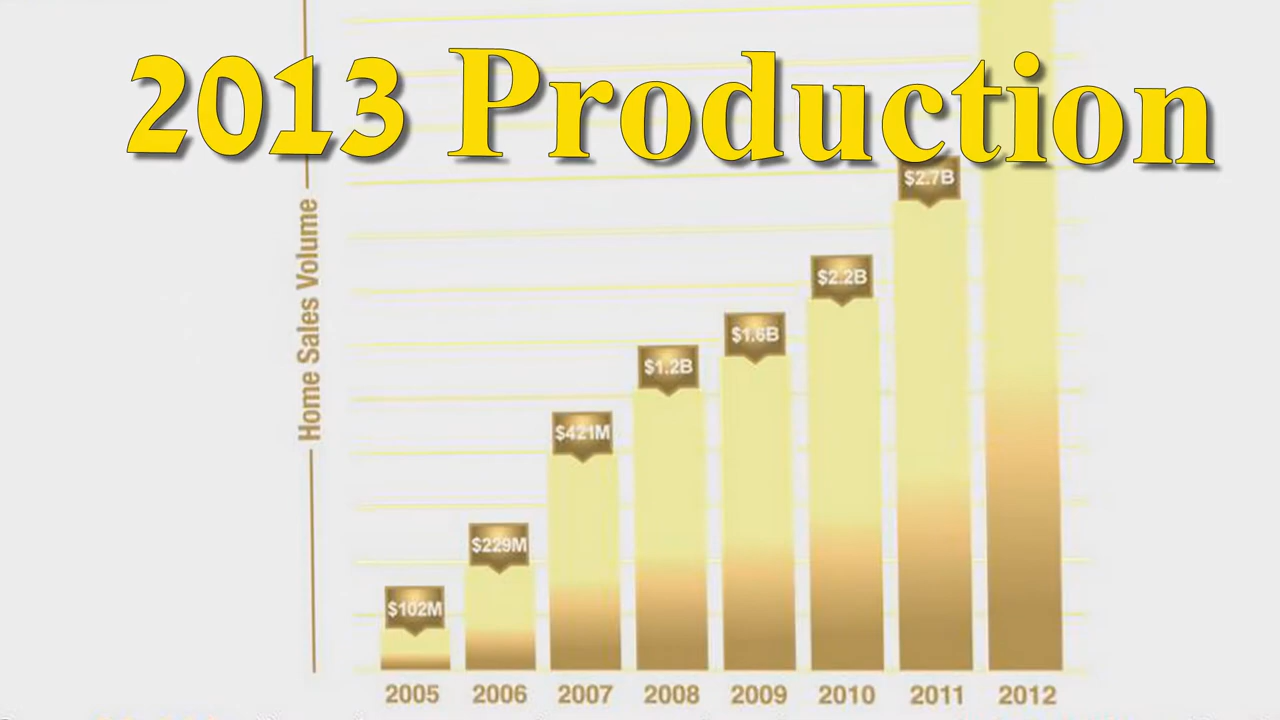 2013 Production
Home Sales Volume
$2.7B
$2.2B
$1.6B
$1.2B
$421M
$229M
$102M
2005 2006 2007 2008 2009 2010 2011 2012